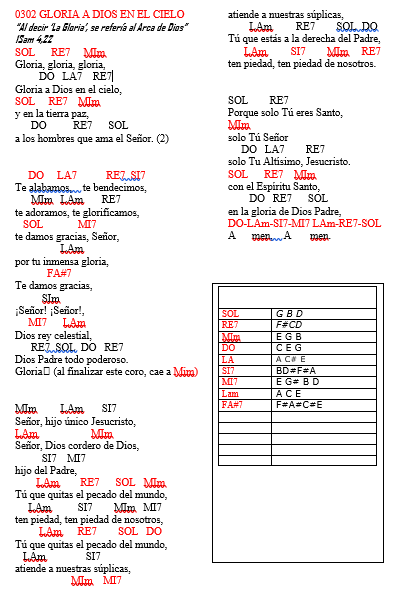 0302 GLORIA A DIOS EN EL CIELO
"Al decir 'La Gloria', se refería al Arca de Dios"
1Sam 4,22
SOL RE7 MIm
Gloria, gloria, gloria,
DO LA7 RE7
Gloria a Dios en el cielo,
SOL RE7 MIm
y en la tierra paz,
DO RE7 SOL
a los hombres que ama el Señor. (2)
DO LA7 RE7 SI7
Te alabamos, te bendecimos,
MIm LAm RE7
te adoramos, te glorificamos,
SOL MI7
te damos gracias, Señor,
LAm
por tu inmensa gloria,
FA#7
Te damos gracias,
SIm
¡Señor! ¡Señor!,
MI7 LAm
Dios rey celestial,
RE7 SOL DO RE7
Dios Padre todo poderoso.
Gloria (al finalizar este coro, cae a Mim)
MIm LAm SI7
Señor, hijo único Jesucristo,
LAm MIm
Señor, Dios cordero de Dios,
SI7 MI7
hijo del Padre,
LAm RE7 SOL MIm
Tú que quitas el pecado del mundo,
LAm SI7 MIm MI7
ten piedad, ten piedad de nosotros,
LAm RE7 SOL DO
Tú que quitas el pecado del mundo,
LAm SI7
atiende a nuestras súplicas,
MIm MI7
atiende a nuestras súplicas,
LAm RE7 SOL DO
Tú que estás a la derecha del Padre,
LAm SI7 MIm RE7
ten piedad, ten piedad de nosotros.
SOL RE7
Porque solo Tú eres Santo,
MIm
solo Tú Señor
DO LA7 RE7
solo Tu Altísimo, Jesucristo.
SOL RE7 MIm
con el Espíritu Santo,
DO RE7 SOL
en la gloria de Dios Padre,
DO-LAm-SI7-MI7 LAm-RE7-SOL
A men, A men.
SOL G B D
RE7 F#CD
MIm E G B
DO C E G
LA A C# E
SI7 BD#F#A
MI7 E G# B D
Lam A C E
FA#7 F#A#C#E